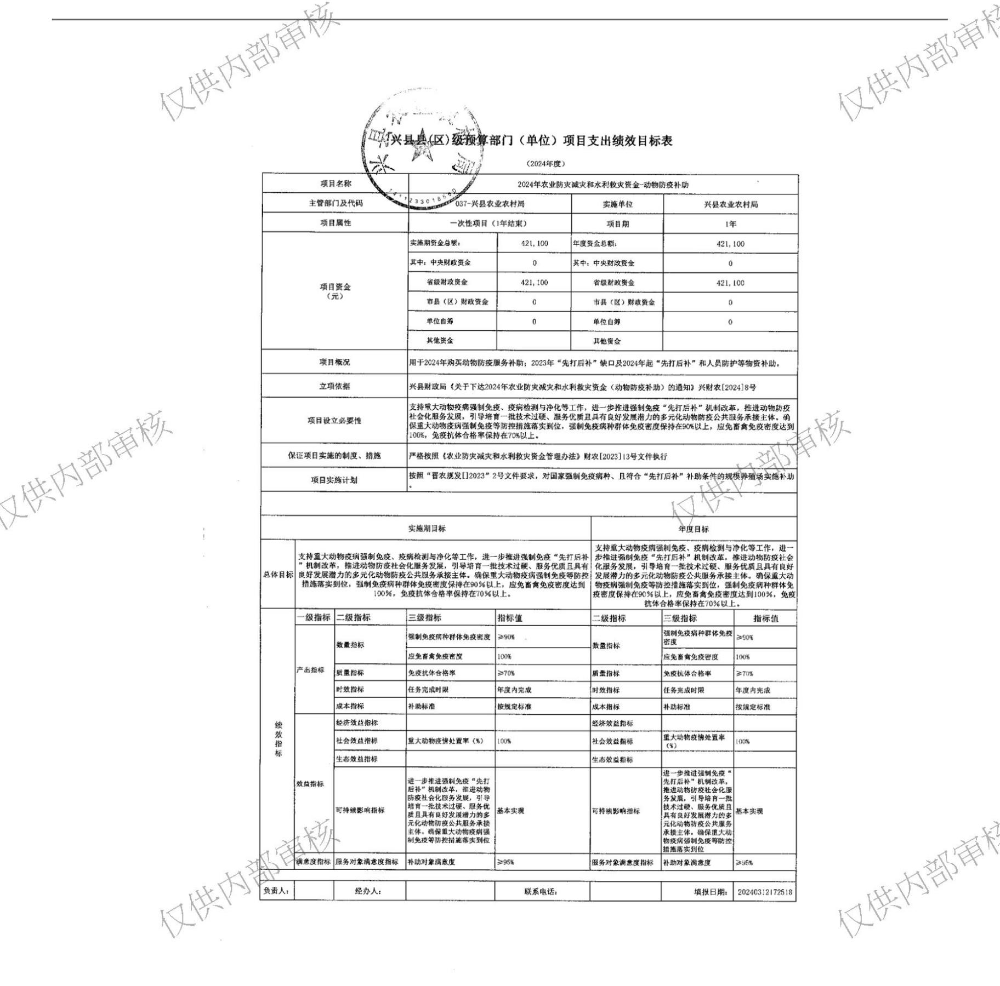 仅供内部审核
仅供内部审核
兴县县(区)级预算部门（单位）项目支出绩效目标表
（2024年度）
项目名称 2024年农业防灾减灾和水利救灾资金-动物防疫补助
主管部门及代码 037-兴县农业农村局 实施单位 兴县农业农村局
项目属性 一次性项目（1年结束） 项目期 1年
项目资金
（元）
实施期资金总额： 421,100 年度资金总额： 421,100
其中：中央财政资金 0 其中：中央财政资金 0
省级财政资金 421,100 省级财政资金 421,100
市县（区）财政资金 0 市县（区）财政资金 0
单位自筹 0 单位自筹 0
其他资金 其他资金
项目概况 用于2024年购买动物防疫服务补助；2023年“先打后补”缺口及2024年起“先打后补”和人员防护等物资补助。
立项依据 兴县财政局《关于下达2024年农业防灾减灾和水利救灾资金（动物防疫补助）的通知》兴财农[2024]8号
项目设立必要性
支持重大动物疫病强制免疫、疫病检测与净化等工作，进一步推进强制免疫“先打后补”机制改革，推进动物防疫
社会化服务发展，引导培育一批技术过硬、服务优质且具有良好发展潜力的多元化动物防疫公共服务承接主体。确
保重大动物疫病强制免疫等防控措施落实到位，强制免疫病种群体免疫密度保持在90%以上，应免畜禽免疫密度达到
100%，免疫抗体合格率保持在70%以上。
保证项目实施的制度、措施 严格按照《农业防灾减灾和水利救灾资金管理办法》财农[2023]13号文件执行
项目实施计划
按照“晋农规发[]2023”2号文件要求，对国家强制免疫病种、且符合“先打后补”补助条件的规模养殖场实施补助
。
仅供内部审核
仅供内部审核
实施期目标 年度目标
总体目标
支持重大动物疫病强制免疫、疫病检测与净化等工作，进一步推进强制免疫“先打后补
”机制改革，推进动物防疫社会化服务发展，引导培育一批技术过硬、服务优质且具有
良好发展潜力的多元化动物防疫公共服务承接主体。确保重大动物疫病强制免疫等防控
措施落实到位，强制免疫病种群体免疫密度保持在90%以上，应免畜禽免疫密度达到
100%，免疫抗体合格率保持在70%以上。
支持重大动物疫病强制免疫、疫病检测与净化等工作，进一
步推进强制免疫“先打后补”机制改革，推进动物防疫社会
化服务发展，引导培育一批技术过硬、服务优质且具有良好
发展潜力的多元化动物防疫公共服务承接主体。确保重大动
物疫病强制免疫等防控措施落实到位，强制免疫病种群体免
疫密度保持在90%以上，应免畜禽免疫密度达到100%，免疫
抗体合格率保持在70%以上。
绩效指标
一级指标 二级指标 三级指标 指标值 二级指标 三级指标 指标值
产出指标
数量指标 强制免疫病种群体免疫密度 ≥90% 数量指标 强制免疫病种群体免疫
密度 ≥90%
应免畜禽免疫密度 100% 应免畜禽免疫密度 100%
质量指标 免疫抗体合格率 ≥70% 质量指标 免疫抗体合格率 ≥70%
时效指标 任务完成时限 年度内完成 时效指标 任务完成时限 年度内完成
成本指标 补助标准 按规定标准 成本指标 补助标准 按规定标准
效益指标
经济效益指标 经济效益指标
社会效益指标 重大动物疫情处置率（%） 100% 社会效益指标 重大动物疫情处置率
（%） 100%
生态效益指标 生态效益指标
可持续影响指标
进一步推进强制免疫“先打
后补”机制改革，推进动物
防疫社会化服务发展，引导
培育一批技术过硬、服务优
质且具有良好发展潜力的多
元化动物防疫公共服务承接
主体。确保重大动物疫病强
制免疫等防控措施落实到位
基本实现
可持续影响指标
进一步推进强制免疫“
先打后补”机制改革，
推进动物防疫社会化服
务发展，引导培育一批
技术过硬、服务优质且
具有良好发展潜力的多
元化动物防疫公共服务
承接主体。确保重大动
物疫病强制免疫等防控
措施落实到位
基本实现
满意度指标 服务对象满意度指标 补助对象满意度 ≥95% 服务对象满意度指标 补助对象满意度 ≥95%
负责人： 经办人： 联系电话： 填报日期： 20240312172518
仅供内部审核
仅供内部审核